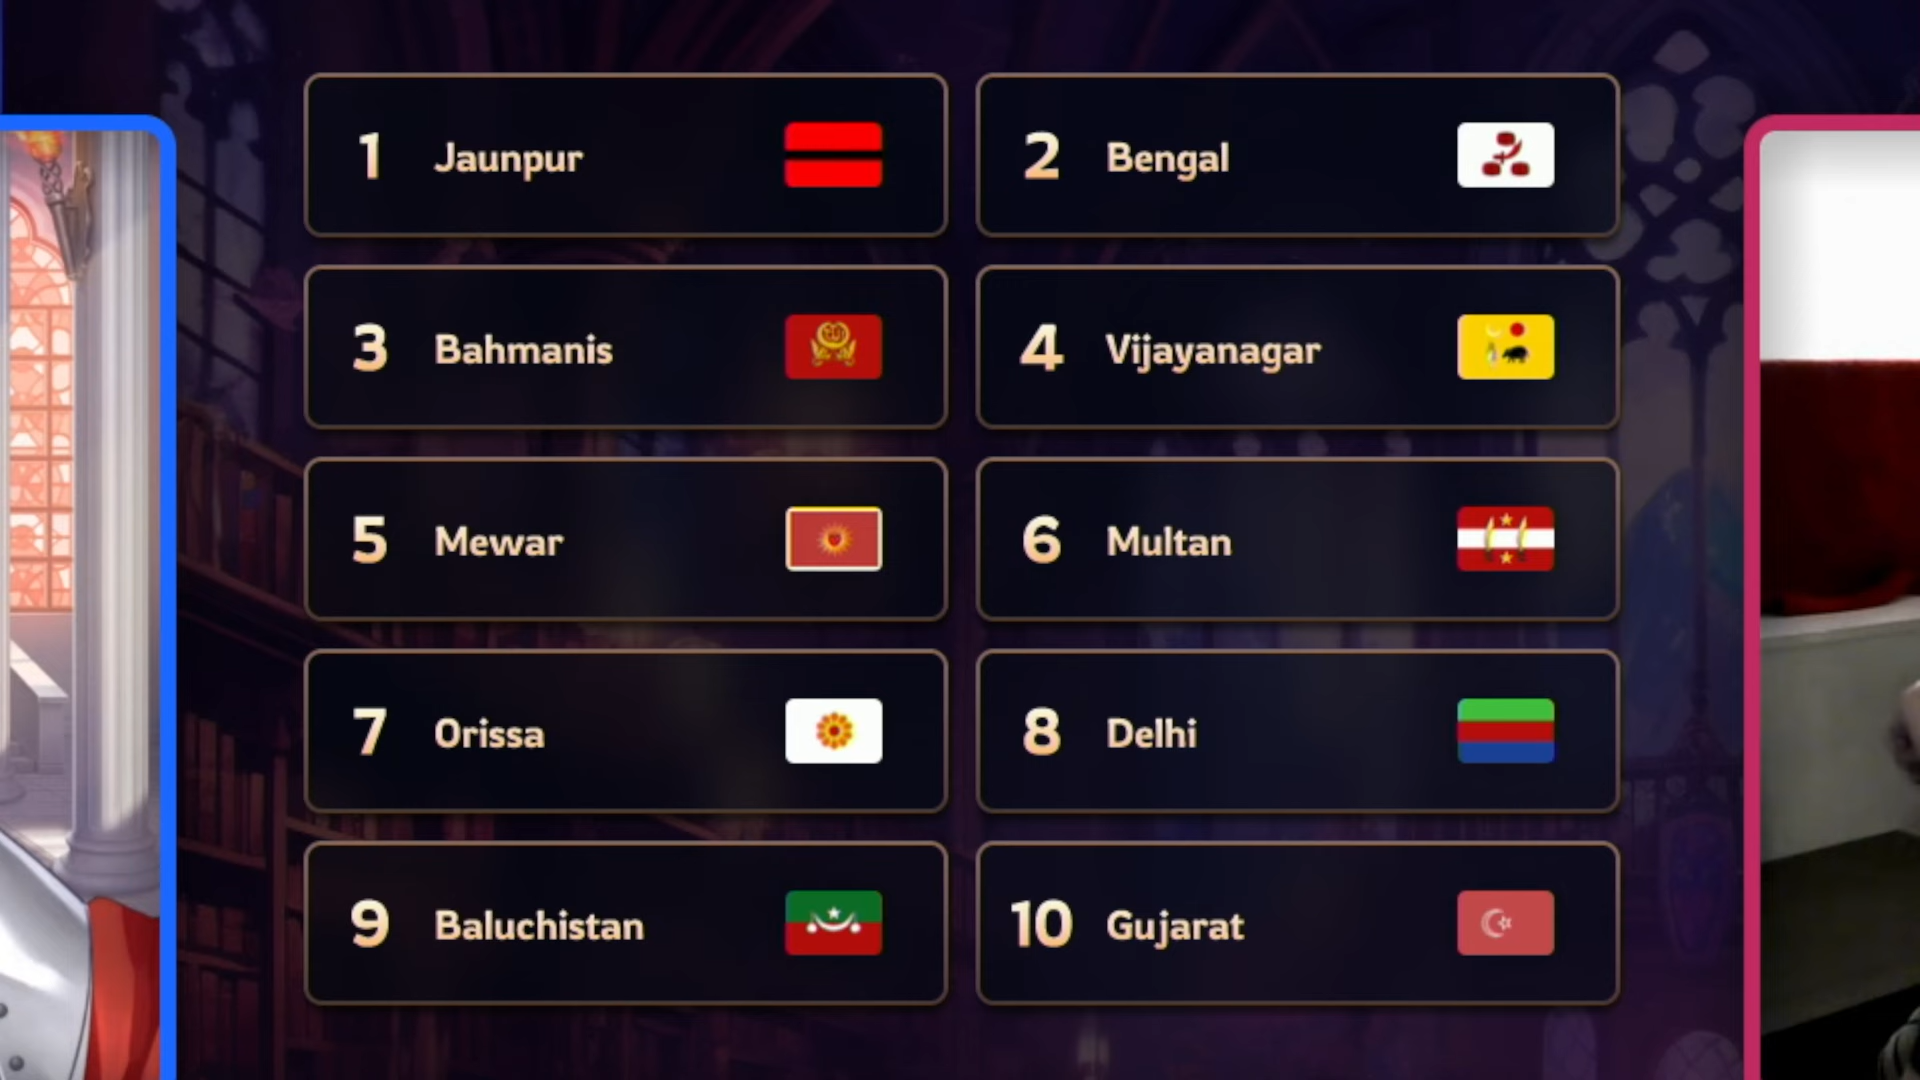 1 Jaunpur
2 Bengal
3 Bahmanis
4 Vijayanagar
5 Mewar
6 Multan
7 Orissa
8 Delhi
9 Baluchistan
10 Gujarat